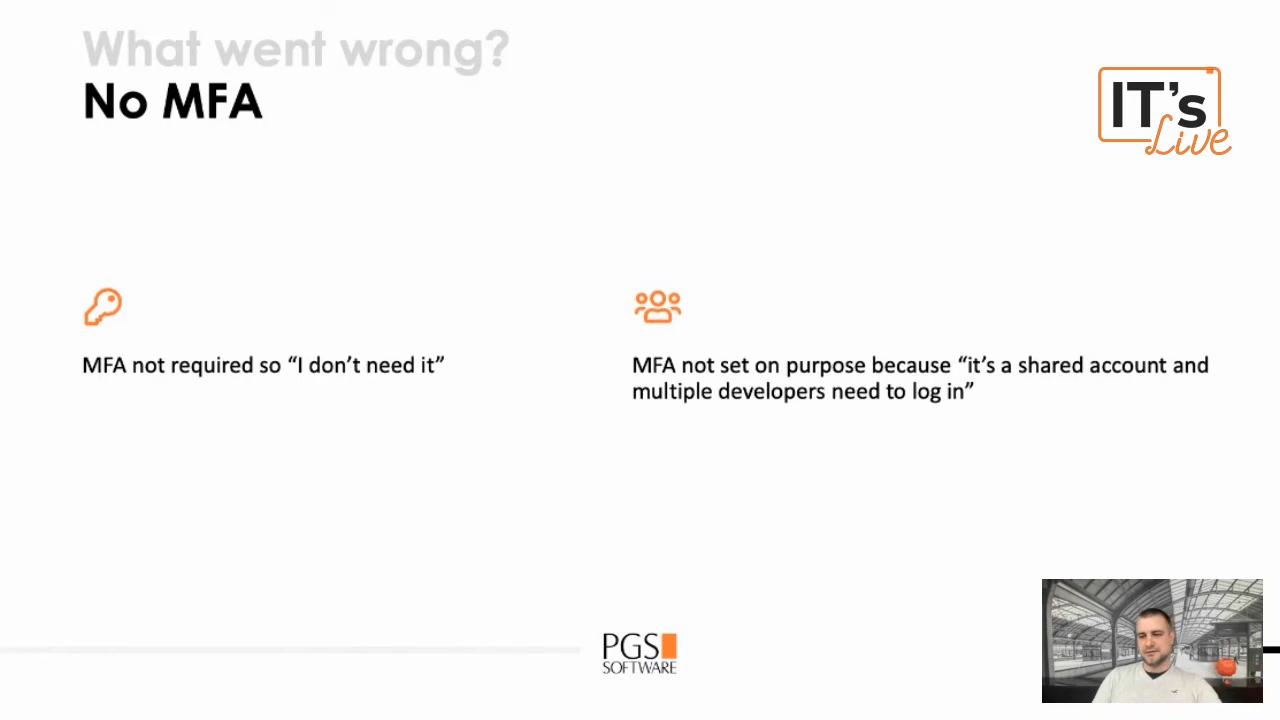 What went wrong?
No MFA
IT's
Live
MFA not required so “I don’t need it”
MFA not set on purpose because “it’s a shared account and
multiple developers need to log in”
PGS
SOFTWARE